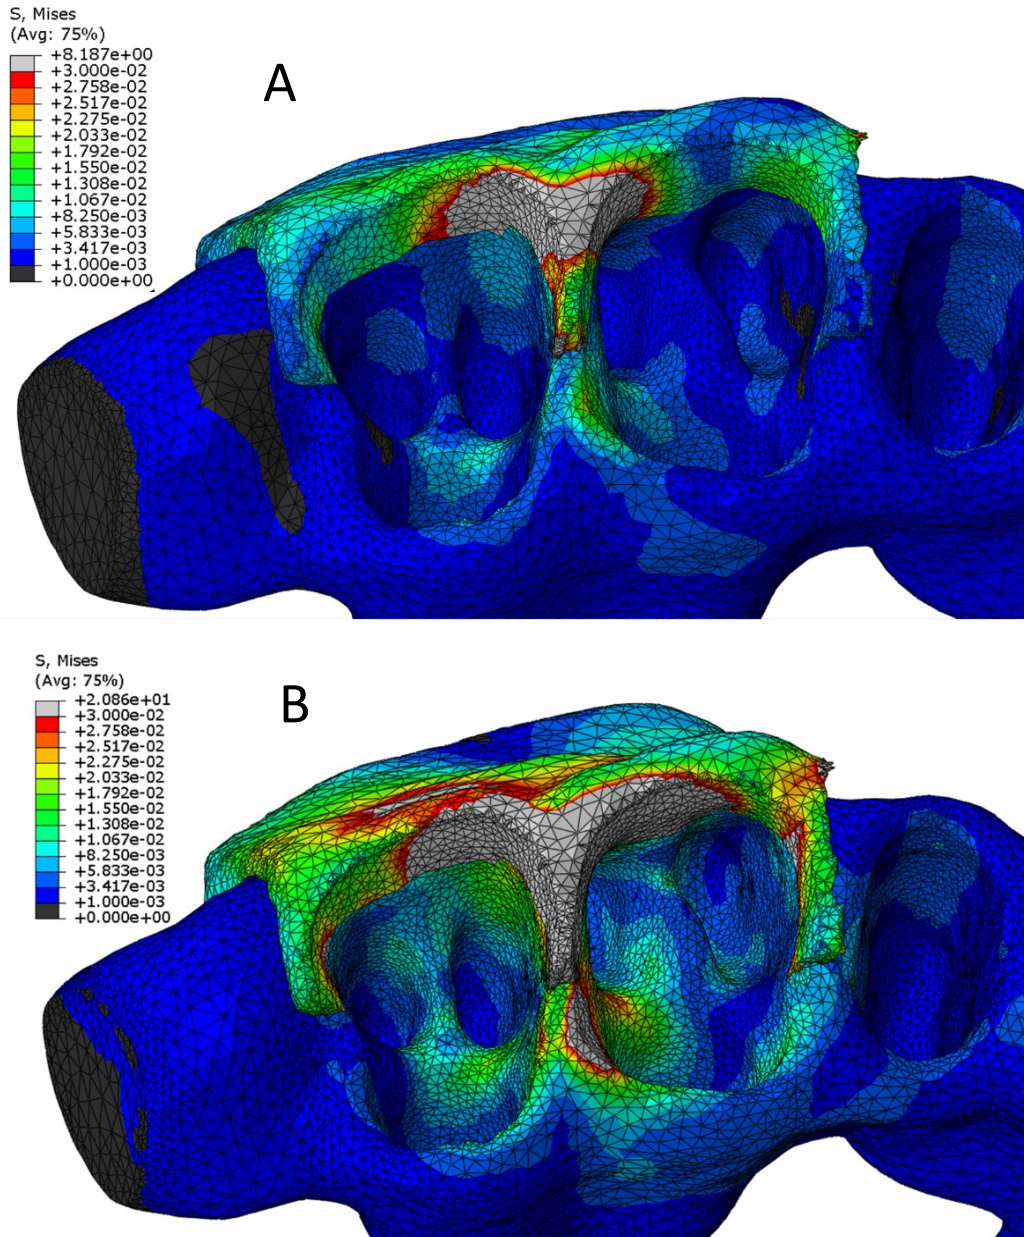 S, Mises
(Avg: 75%)
+8.187e+00
+3.000e-02
+2.758e-02
+2.517e-02
+2.275e-02
+2.033e-02
+1.792e-02
+1.550e-02
+1.308e-02
+1.067e-02
+8.250e-03
+5.833e-03
+3.417e-03
+1.000e-03
+0.000e+00
A
S, Mises
(Avg: 75%)
+2.086e+01
+3.000e-02
+2.758e-02
+2.517e-02
+2.275e-02
+2.033e-02
+1.792e-02
+1.550e-02
+1.308e-02
+1.067e-02
+8.250e-03
+5.833e-03
+3.417e-03
+1.000e-03
+0.000e+00
B